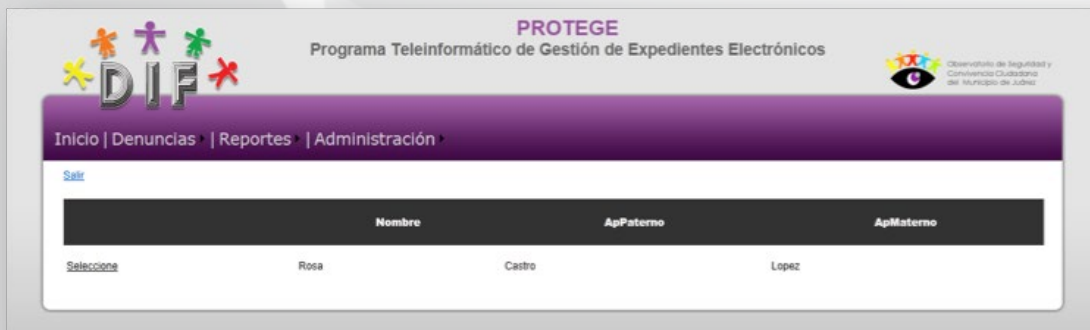 PROTEGE
Programa Teleinformático de Gestión de Expedientes Electrónicos
DIF
Observatorio de Seguridad y
Convivencia Ciudadana
del Municipio de Juárez
Inicio | Denuncias | Reportes | Administración
Salir
Nombre ApPaterno ApMaterno
Seleccione Rosa Castro Lopez